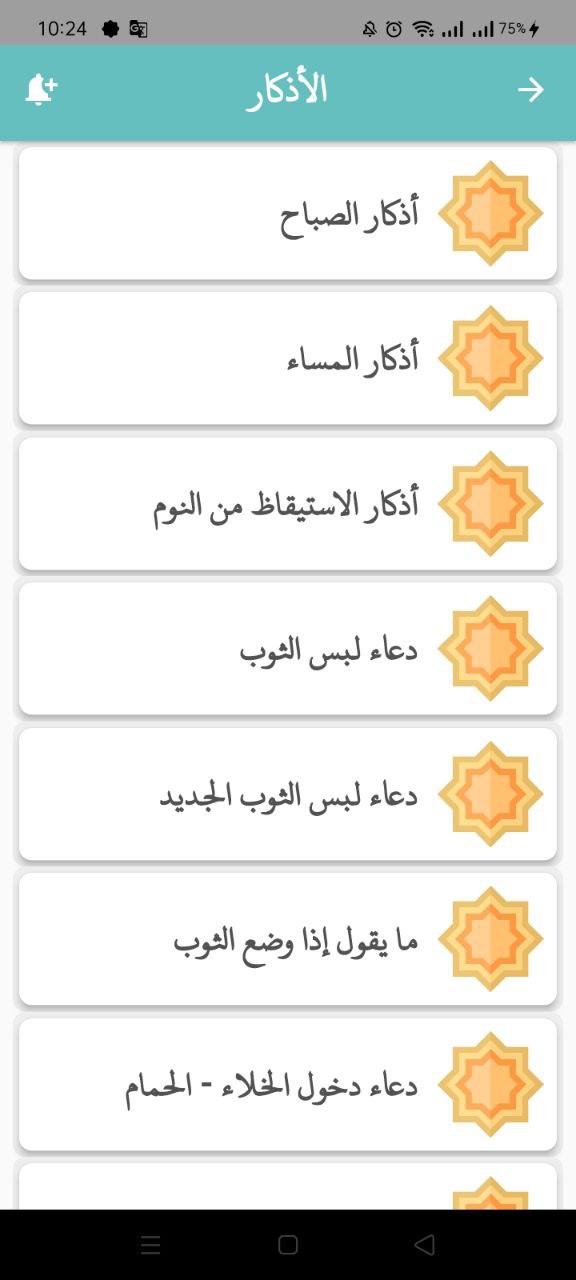 10:24
75%
الأذكار
أذكار الصباح
أذكار المساء
أذكار الاستيقاظ من النوم
دعاء لبس الثوب
دعاء لبس الثوب الجديد
ما يقول إذا وضع الثوب
دعاء دخول الخلاء - الحمام